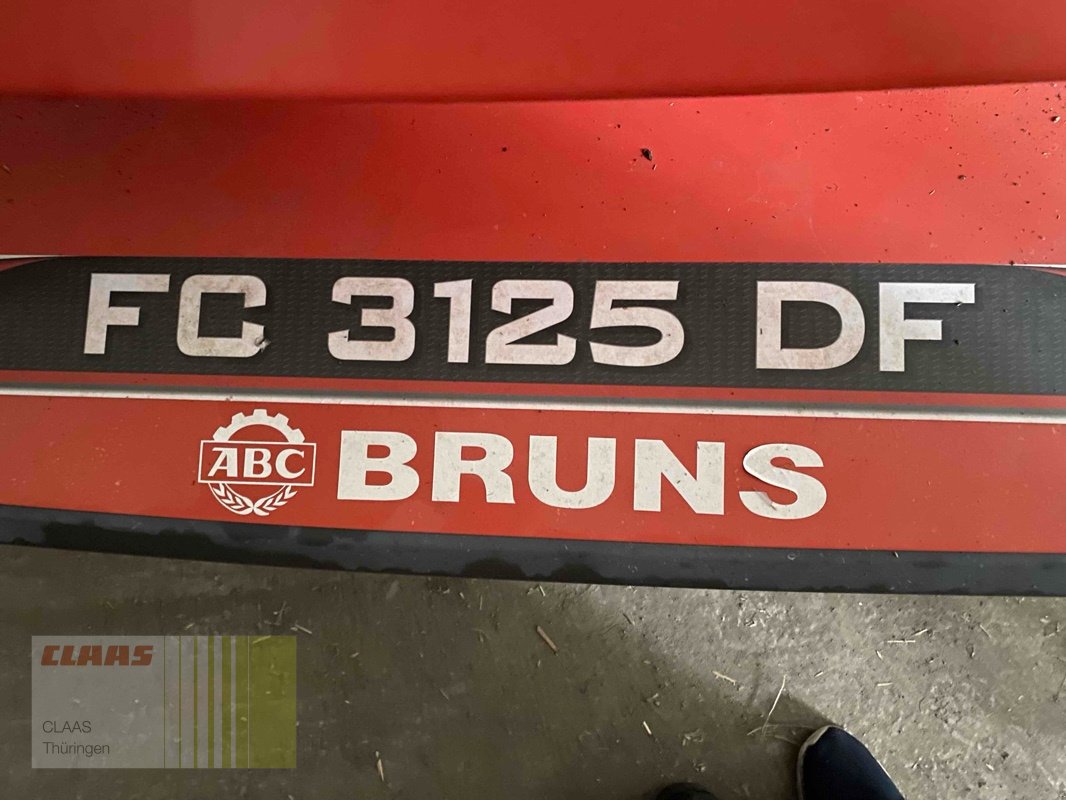 FC 3125 DF
ABC BRUNS
CLAAS
CLAAS
Thüringen